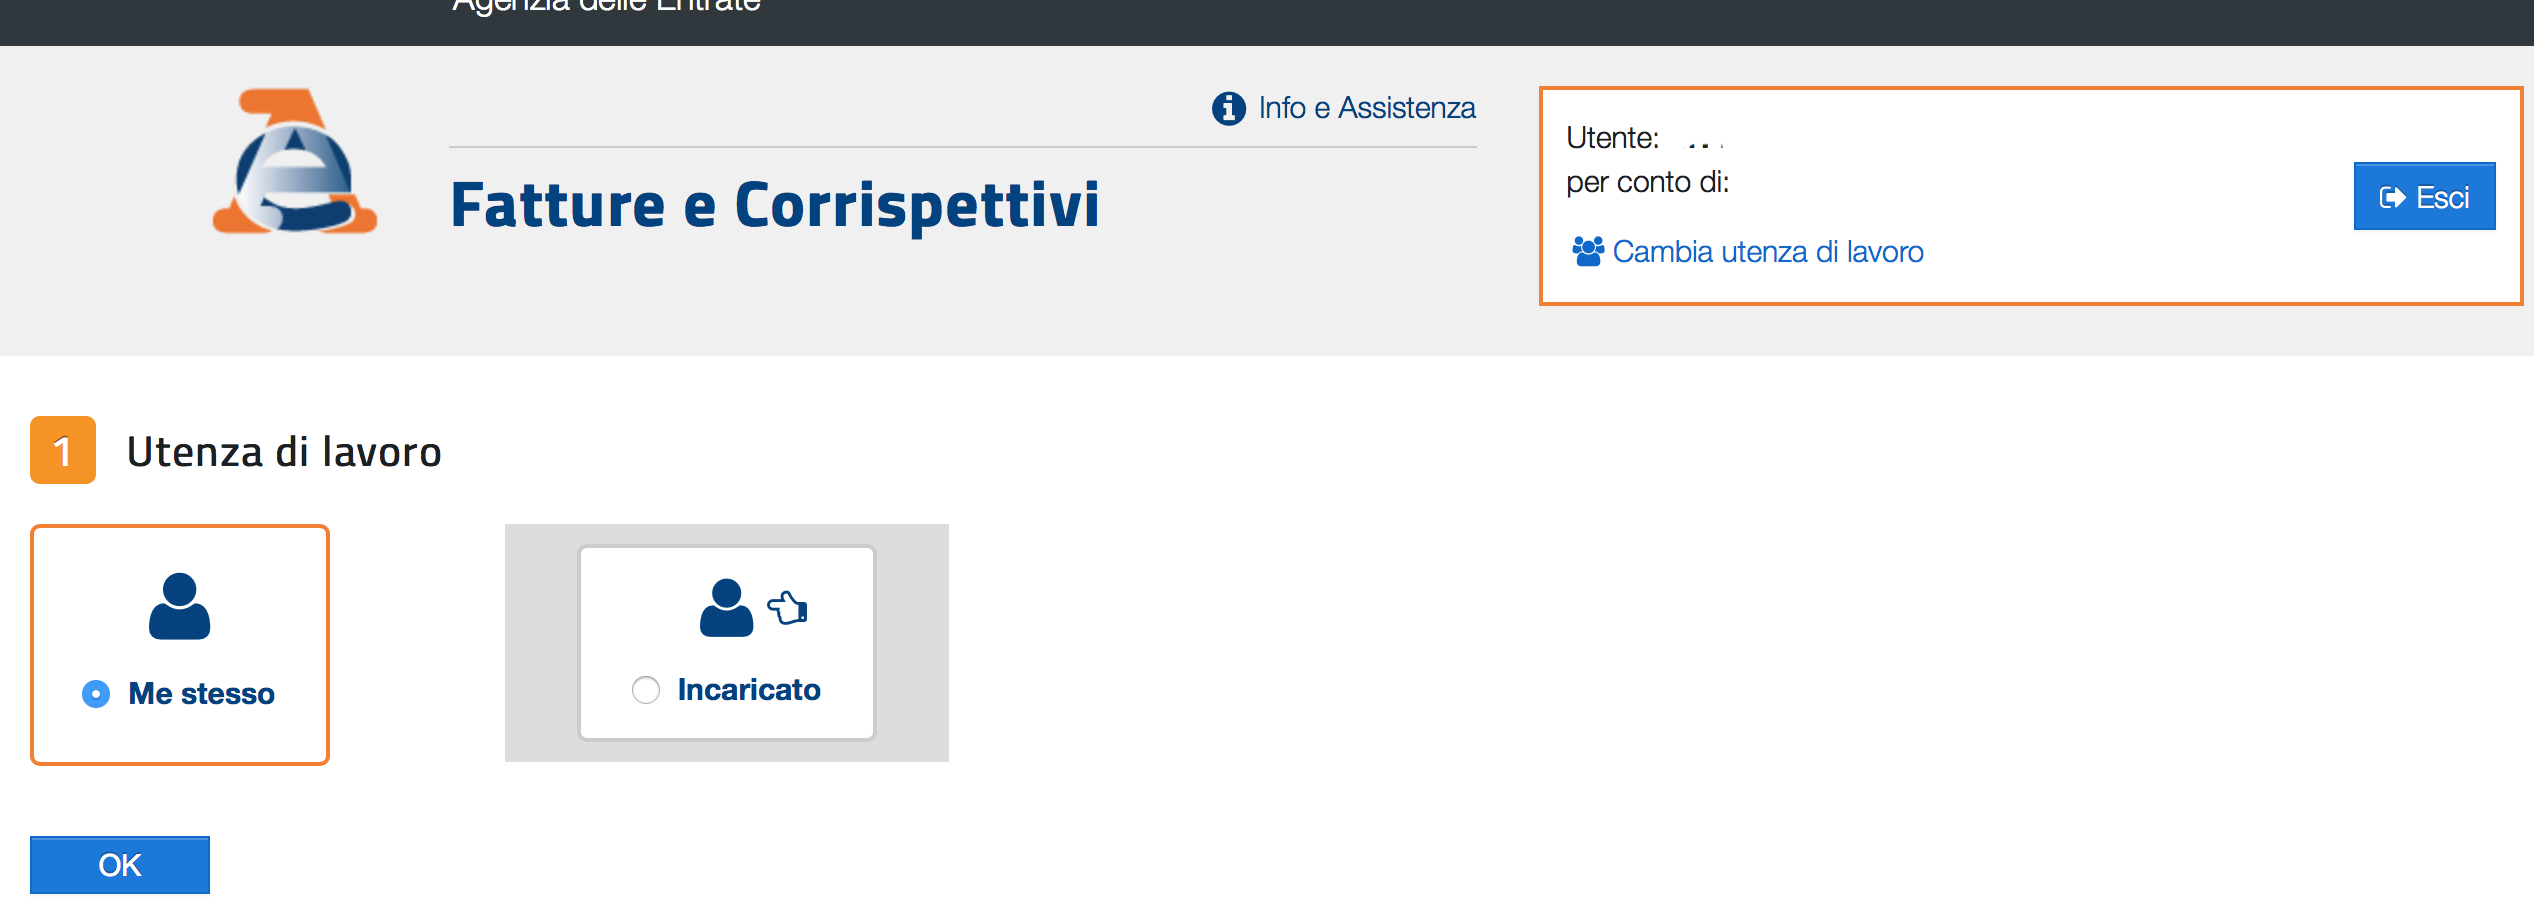 Agenzia delle Entrate
Info e Assistenza
Fatture e Corrispettivi
Utente:
per conto di:
Esci
Cambia utenza di lavoro
1 Utenza di lavoro
Me stesso
Incaricato
OK